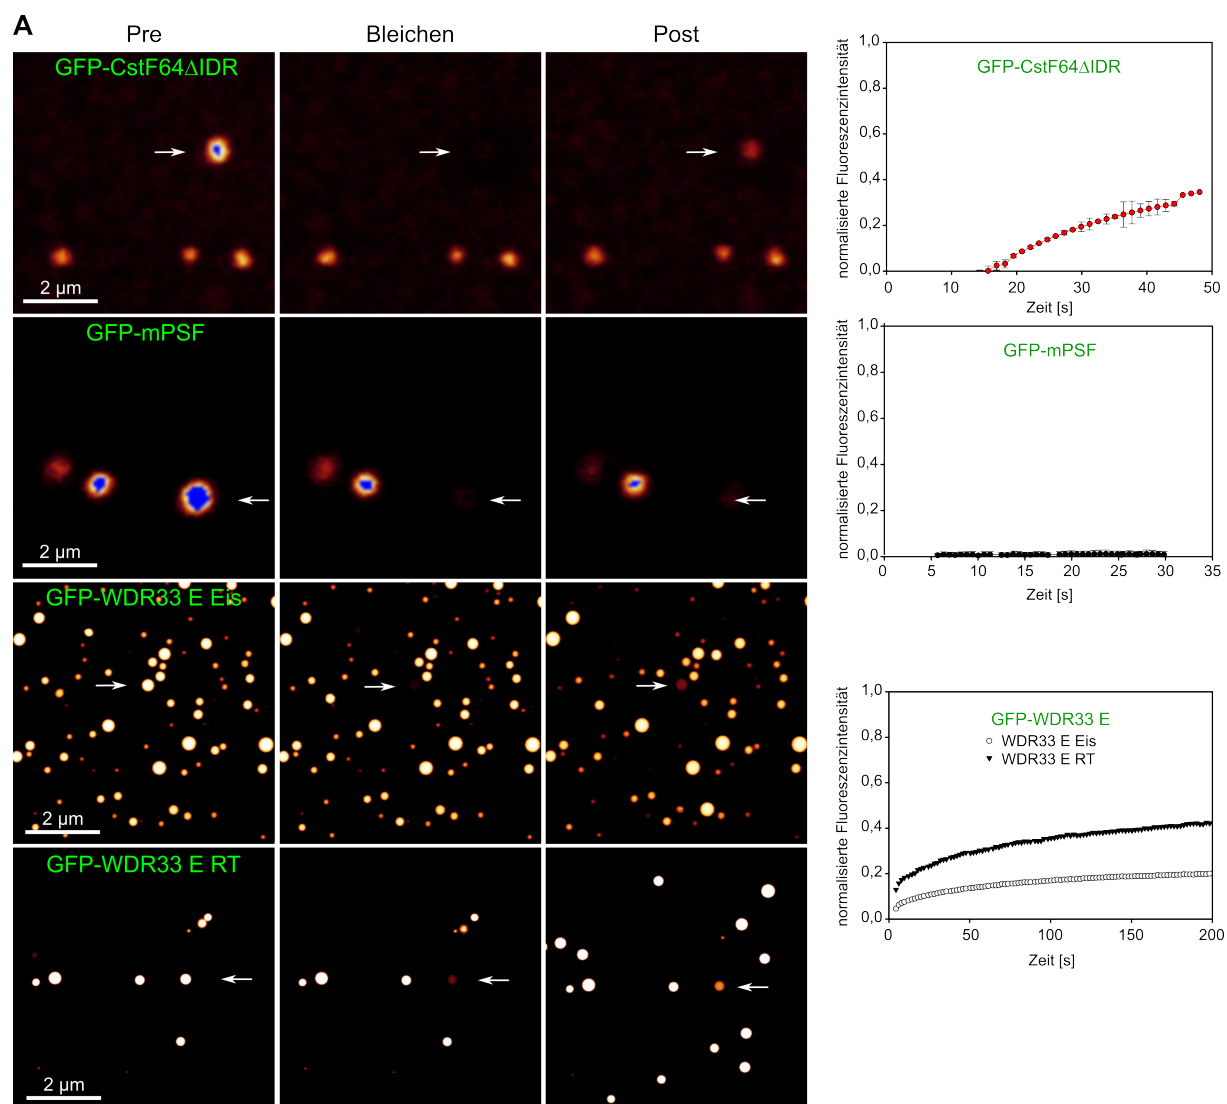 A
Pre
Bleichen
Post
GFP-CstF64ΔIDR
2 µm
GFP-mPSF
2 µm
GFP-WDR33 E Eis
2 µm
GFP-WDR33 E RT
2 µm
normalisierte Fluoreszenzintensität
1,0
0,8
0,6
0,4
0,2
0,0
GFP-CstF64ΔIDR
0 10 20 30 40 50
Zeit [s]
normalisierte Fluoreszenzintensität
1,0
0,8
0,6
0,4
0,2
0,0
GFP-mPSF
0 5 10 15 20 25 30 35
Zeit [s]
normalisierte Fluoreszenzintensität
1,0
0,8
0,6
0,4
0,2
0,0
GFP-WDR33 E
WDR33 E Eis
WDR33 E RT
0 50 100 150 200
Zeit [s]